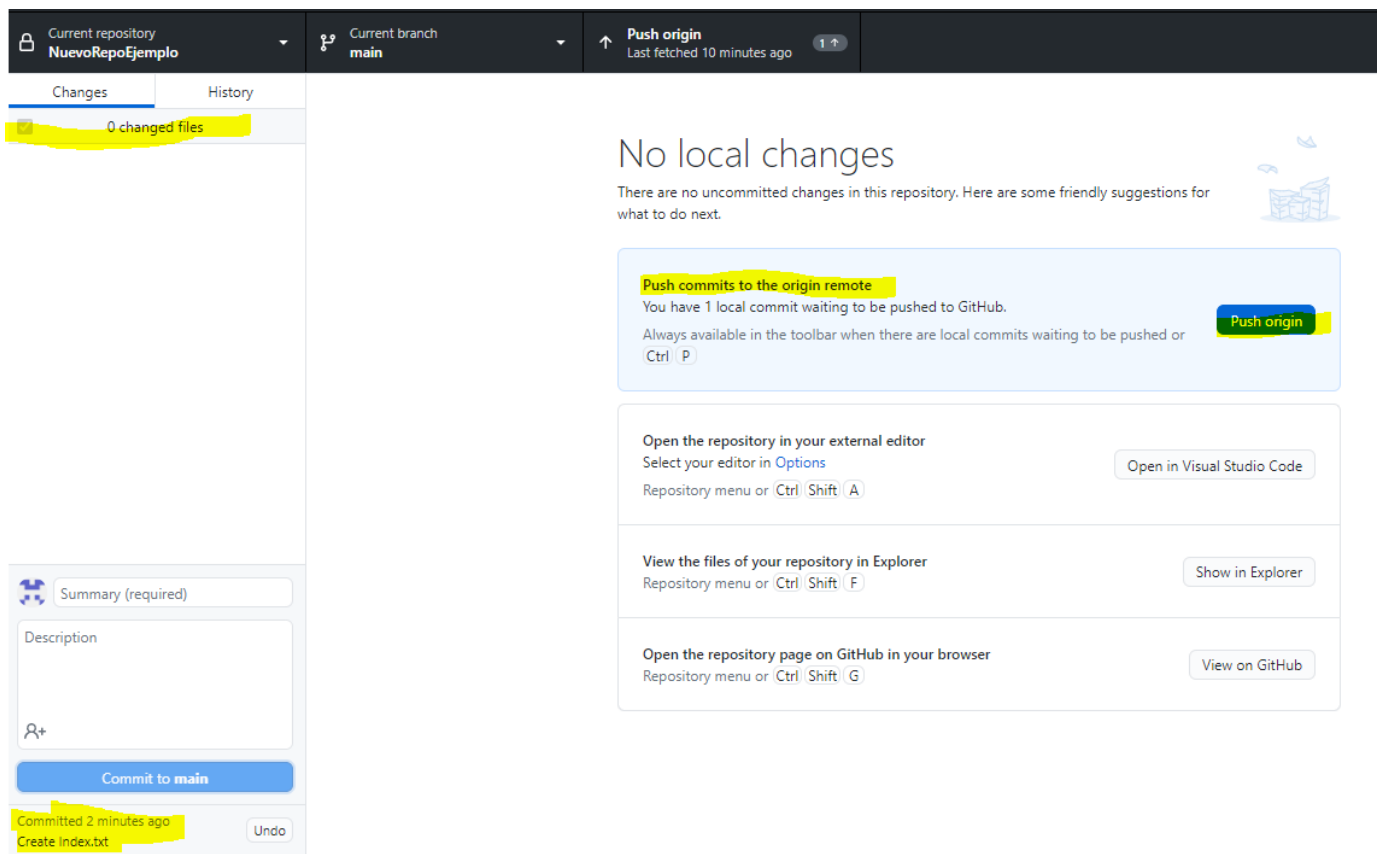 Current repository
NuevoRepoEjemplo
Current branch
main
Push origin
Last fetched 10 minutes ago
1
Changes
History
0 changed files
No local changes
There are no uncommitted changes in this repository. Here are some friendly suggestions for
what to do next.
Push commits to the origin remote
You have 1 local commit waiting to be pushed to GitHub.
Always available in the toolbar when there are local commits waiting to be pushed or
Ctrl P
Push origin
Open the repository in your external editor
Select your editor in Options
Repository menu or Ctrl Shift A
Open in Visual Studio Code
View the files of your repository in Explorer
Repository menu or Ctrl Shift F
Show in Explorer
Open the repository page on GitHub in your browser
Repository menu or Ctrl Shift G
View on GitHub
Summary (required)
Description
Commit to main
Committed 2 minutes ago
Create Index.txt
Undo